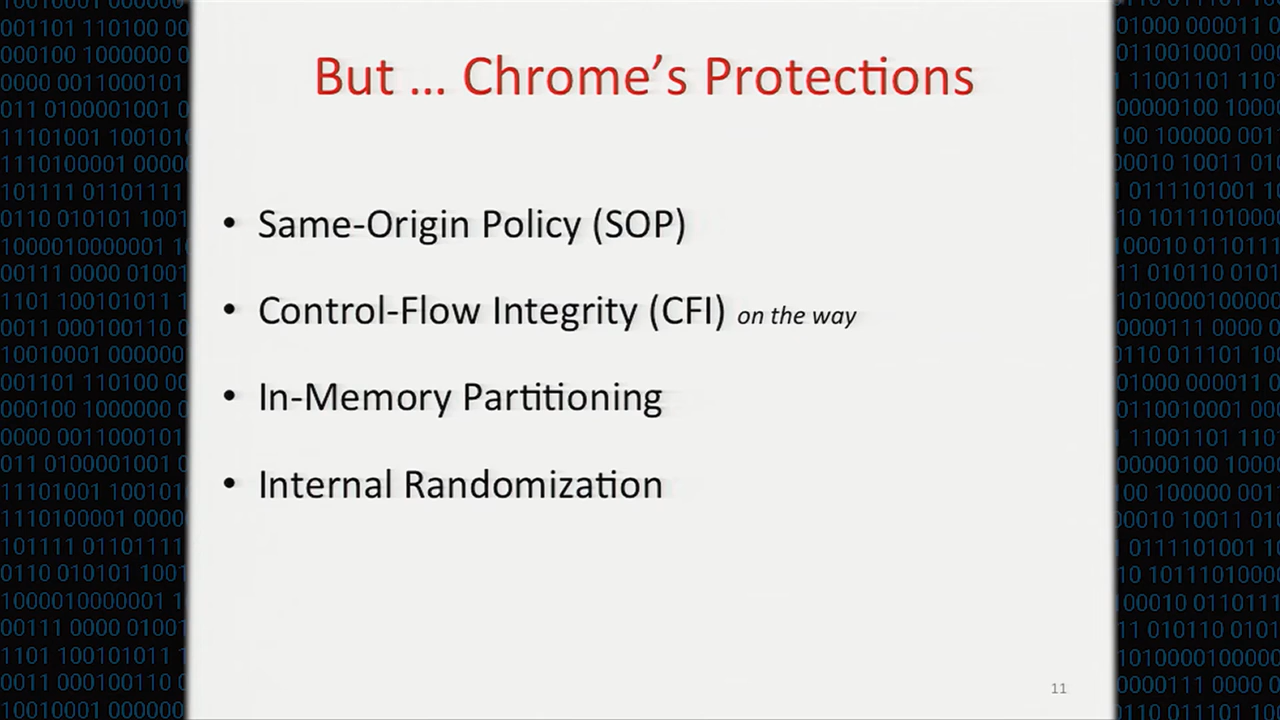 But ... Chrome's Protections
• Same-Origin Policy (SOP)
• Control-Flow Integrity (CFI) on the way
• In-Memory Partitioning
• Internal Randomization
11